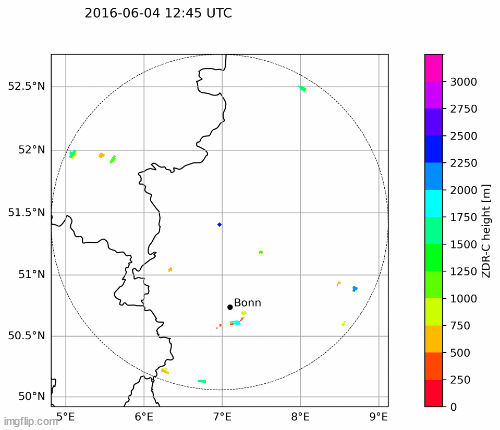 2016-06-04 12:45 UTC
52.5°N
52°N
51.5°N
51°N
50.5°N
50°N
5°E
6°E
7°E
8°E
9°E
Bonn
3000
2750
2500
2250
2000
1750
1500
1250
1000
750
500
250
0
ZDR-C height [m]
imgflip.com